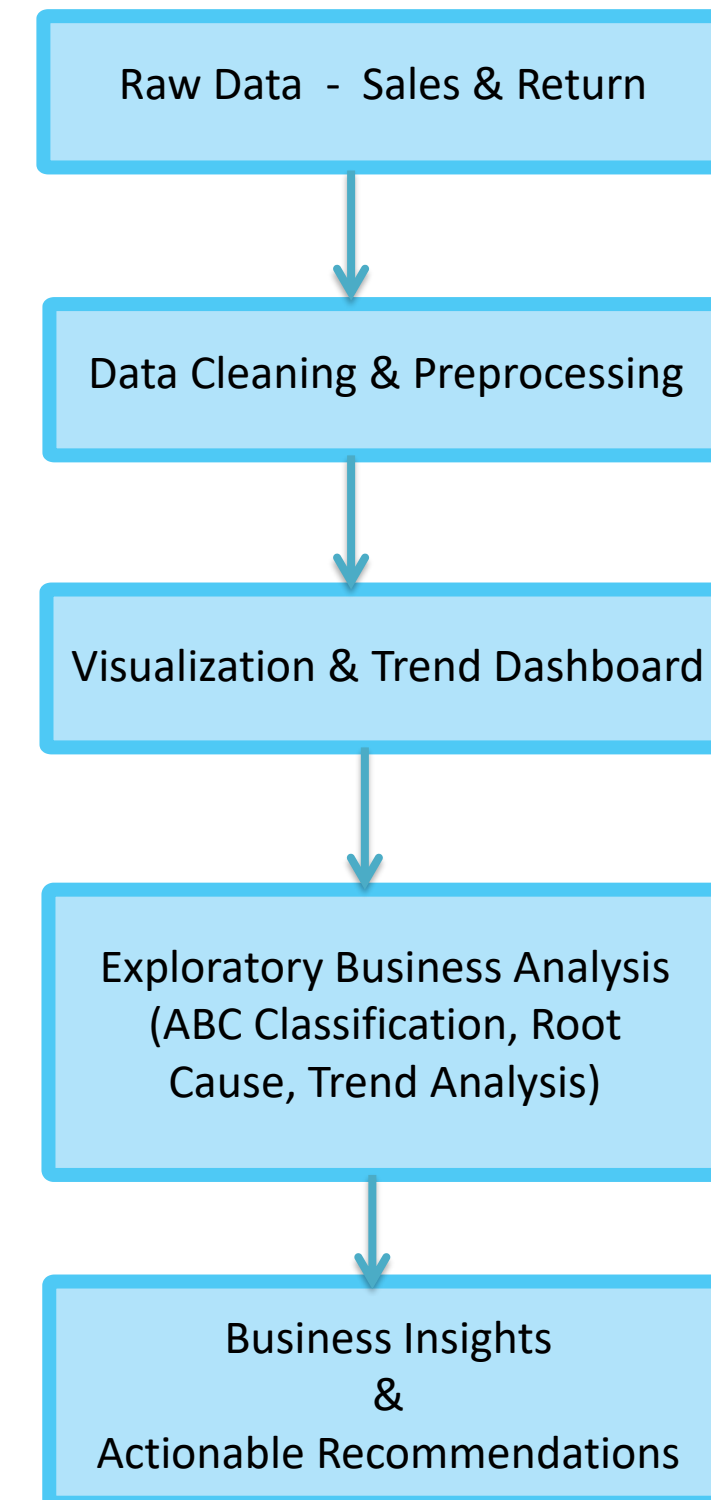 Raw Data  -  Sales & Return
Data Cleaning & Preprocessing
Visualization & Trend Dashboard
Exploratory Business Analysis
(ABC Classification, Root
Cause, Trend Analysis)
Business Insights
&
Actionable Recommendations